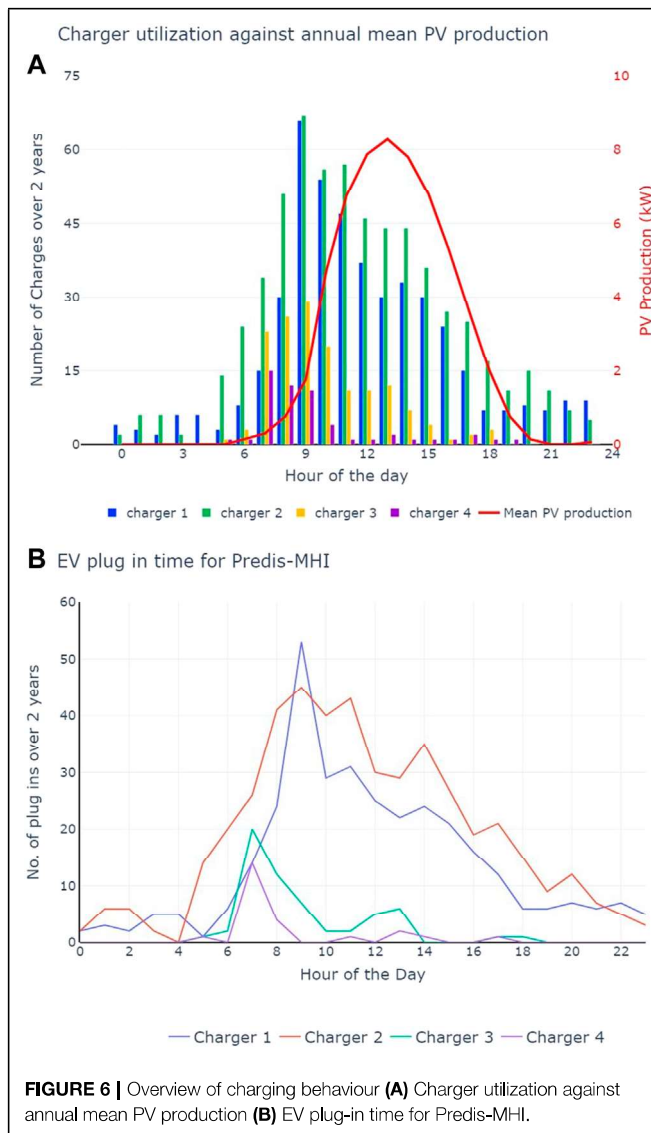 Charger utilization against annual mean PV production
A
75
60
45
30
15
0
Number of Charges over 2 years
10
8
6
4
2
0
PV Production (kW)
0 3 6 9 12 15 18 21 24
Hour of the day
charger 1 charger 2 charger 3 charger 4 Mean PV production
B EV plug in time for Predis-MHI
60
50
40
30
20
10
0
No. of plug ins over 2 years
0 2 4 6 8 10 12 14 16 18 20 22
Hour of the Day
Charger 1 Charger 2 Charger 3 Charger 4
FIGURE 6 | Overview of charging behaviour (A) Charger utilization against
annual mean PV production (B) EV plug-in time for Predis-MHI.